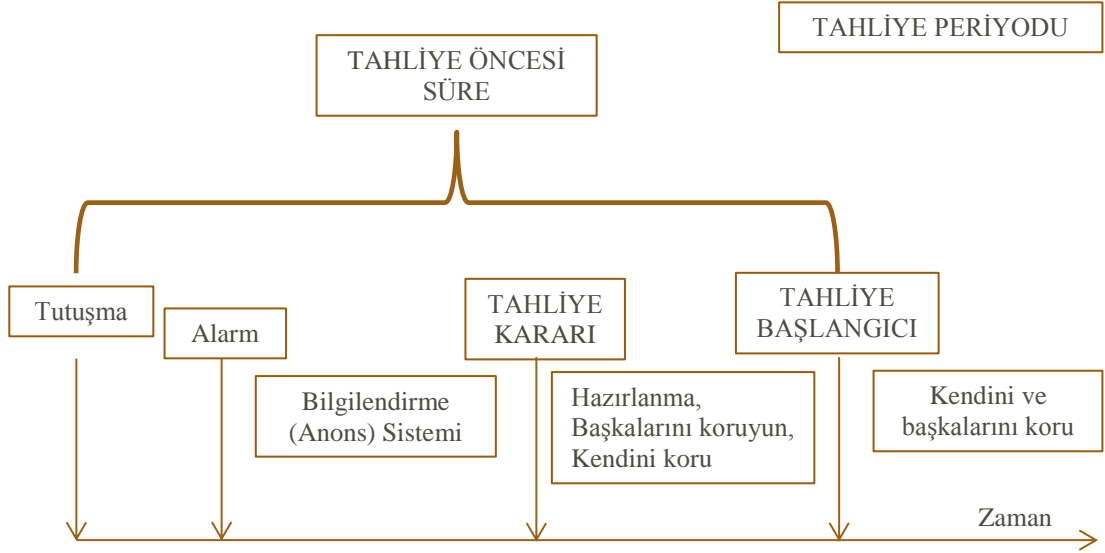 TAHLİYE PERİYODU
TAHLİYE ÖNCESİ
SÜRE
Tutuşma
Alarm
TAHLİYE
KARARI
TAHLİYE
BAŞLANGICI
Bilgilendirme
(Anons) Sistemi
Hazırlanma,
Başkalarını koruyun,
Kendini koru
Kendini ve
başkalarını koru
Zaman